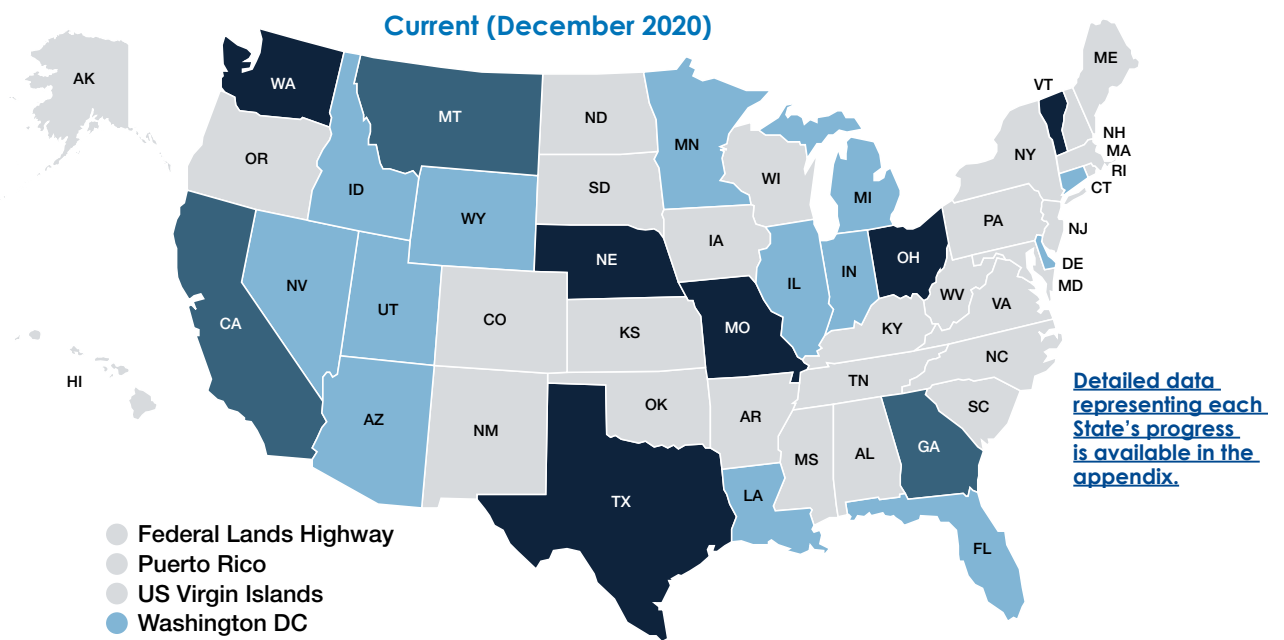 Current (December 2020)
AK
WA
MT
ND
MN
ME
VT
NH
MA
RI
CT
NY
OR
ID
SD
WI
MI
WY
PA
NJ
IA
NE
OH
DE
MD
NV
UT
CO
IL
IN
WV
VA
CA
KS
MO
KY
HI
NC
TN
AZ
NM
OK
AR
SC
MS
AL
GA
TX
LA
FL
Detailed data
representing each
State's progress
is available in the
appendix.
Federal Lands Highway
Puerto Rico
US Virgin Islands
Washington DC